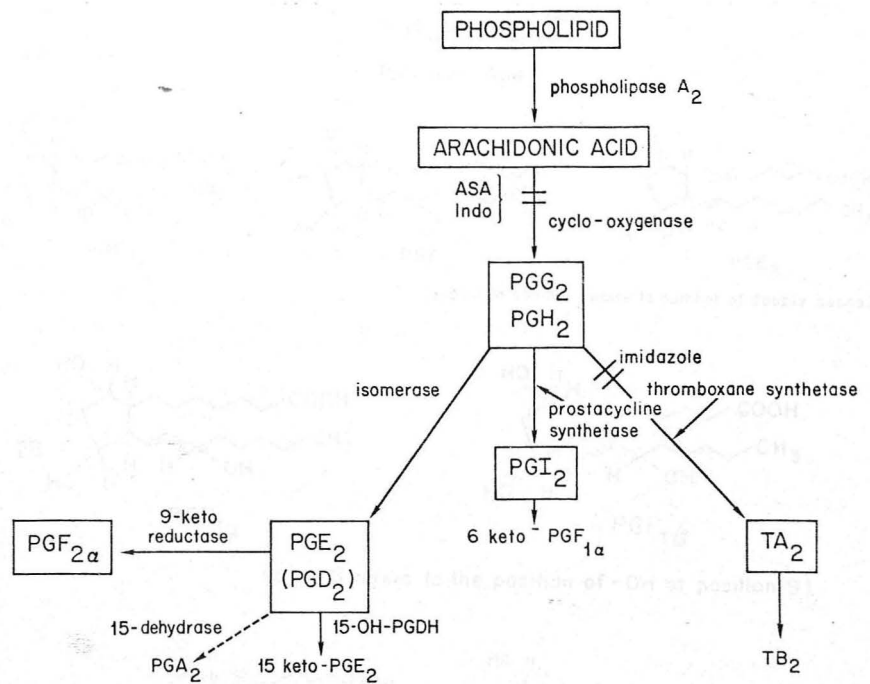 PHOSPHOLIPID
phospholipase A₂
ARACHIDONIC ACID
ASA
Indo
cyclo-oxygenase
PGG₂
PGH₂
imidazole
isomerase
thromboxane synthetase
prostacycline
synthetase
PGI₂
9-keto
reductase
6 keto-PGF₁α
PGF₂α
PGE₂
(PGD₂)
TA₂
15-dehydrase
15-OH-PGDH
PGA₂
15 keto-PGE₂
TB₂